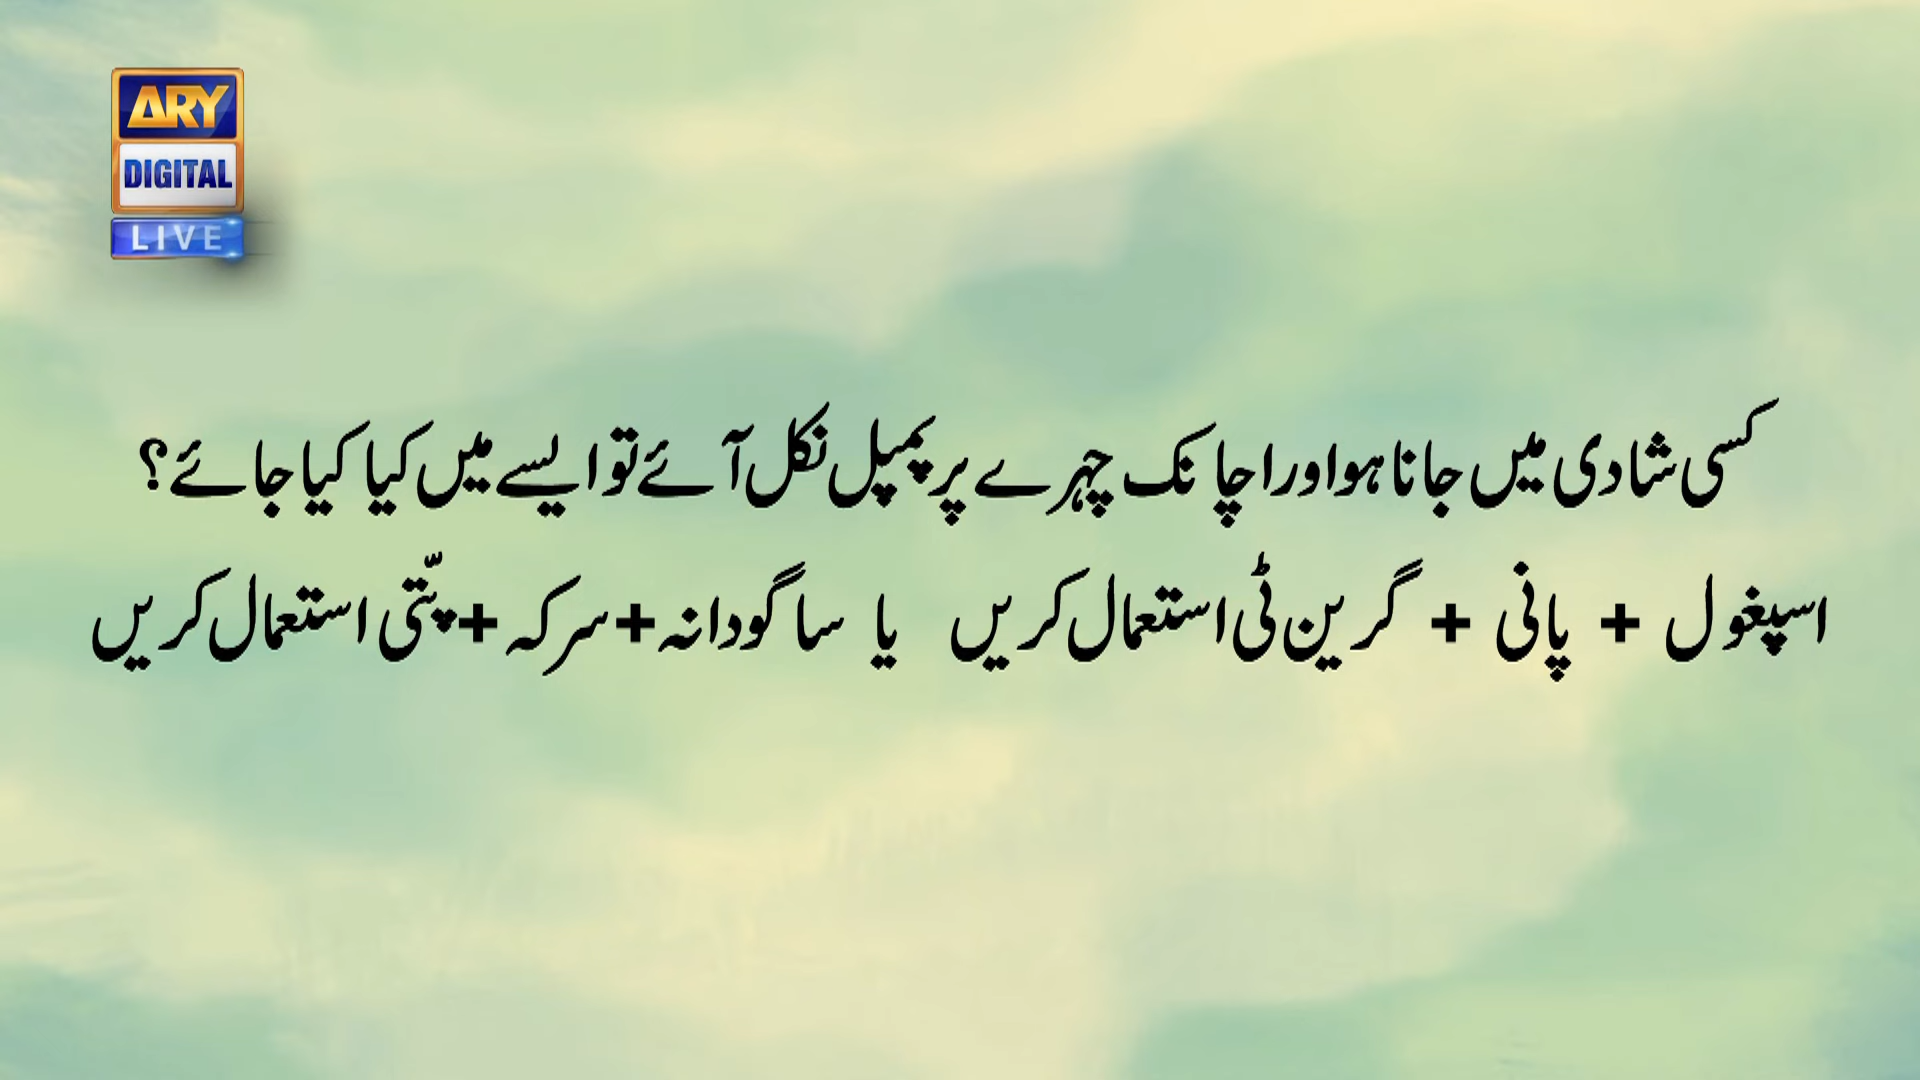 ARY
DIGITAL
LIVE
کسی شادی میں جانا ہو اور اچانک چہرے پر پمپل نکل آئے تو ایسے میں کیا کیا جائے؟
اسپغول + پانی + گرین ٹی استعمال کریں یا ساگودانہ + سرکہ + پتّی استعمال کریں